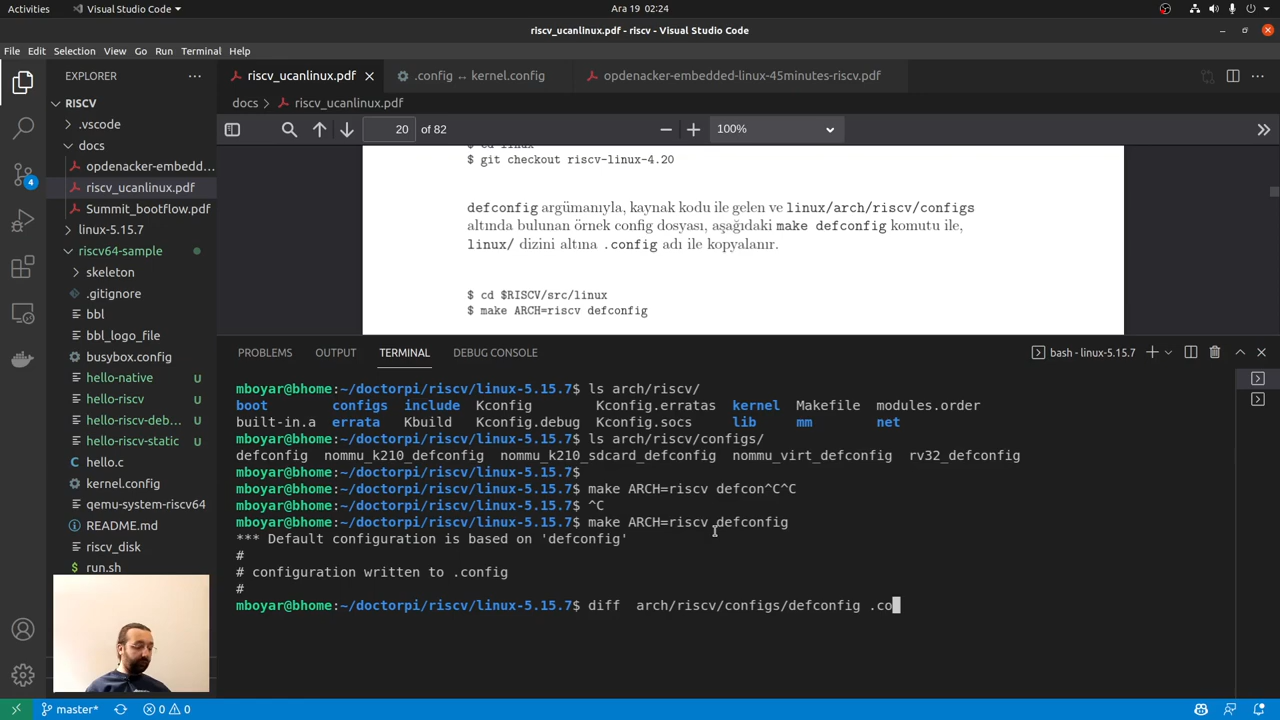 Activities
Visual Studio Code
Ara 19 02:24
riscv_ucanlinux.pdf - riscv - Visual Studio Code
File Edit Selection View Go Run Terminal Help
EXPLORER
riscv_ucanlinux.pdf
.config ↔ kernel.config
opdenacker-embedded-linux-45minutes-riscv.pdf
RISCV
docs > riscv_ucanlinux.pdf
.vscode
docs
opdenacker-embedd...
riscv_ucanlinux.pdf
Summit_bootflow.pdf
linux-5.15.7
riscv64-sample
skeleton
.gitignore
bbl
bbl_logo_file
busybox.config
hello-native U
hello-riscv U
hello-riscv-deb... U
hello-riscv-static U
hello.c
kernel.config
qemu-system-riscv64
README.md
riscv_disk
run.sh
4
20 of 82
100%
$ cd linux
$ git checkout riscv-linux-4.20
defconfig argümanıyla, kaynak kodu ile gelen ve linux/arch/riscv/configs
altında bulunan örnek config dosyası, aşağıdaki make defconfig komutu ile,
linux/ dizini altına .config adı ile kopyalanır.
$ cd $RISCV/src/linux
$ make ARCH=riscv defconfig
PROBLEMS OUTPUT TERMINAL DEBUG CONSOLE
bash - linux-5.15.7
mboyar@bhome:~/doctorpi/riscv/linux-5.15.7$ ls arch/riscv/
boot configs include Kconfig Kconfig.erratas kernel Makefile modules.order
built-in.a errata Kbuild Kconfig.debug Kconfig.socs lib mm net
mboyar@bhome:~/doctorpi/riscv/linux-5.15.7$ ls arch/riscv/configs/
defconfig nommu_k210_defconfig nommu_k210_sdcard_defconfig nommu_virt_defconfig rv32_defconfig
mboyar@bhome:~/doctorpi/riscv/linux-5.15.7$
mboyar@bhome:~/doctorpi/riscv/linux-5.15.7$ make ARCH=riscv defcon^C^C
mboyar@bhome:~/doctorpi/riscv/linux-5.15.7$ ^C
mboyar@bhome:~/doctorpi/riscv/linux-5.15.7$ make ARCH=riscv defconfig
*** Default configuration is based on 'defconfig'
#
# configuration written to .config
#
mboyar@bhome:~/doctorpi/riscv/linux-5.15.7$ diff  arch/riscv/configs/defconfig .co
master*
0 0